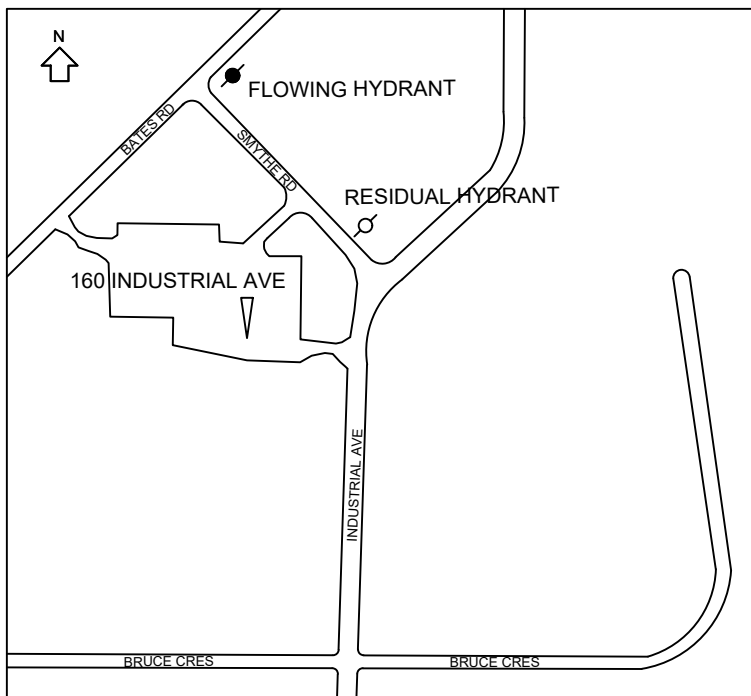 N
FLOWING HYDRANT
BATES RD
SMYTHE RD
RESIDUAL HYDRANT
160 INDUSTRIAL AVE
INDUSTRIAL AVE
BRUCE CRES
BRUCE CRES